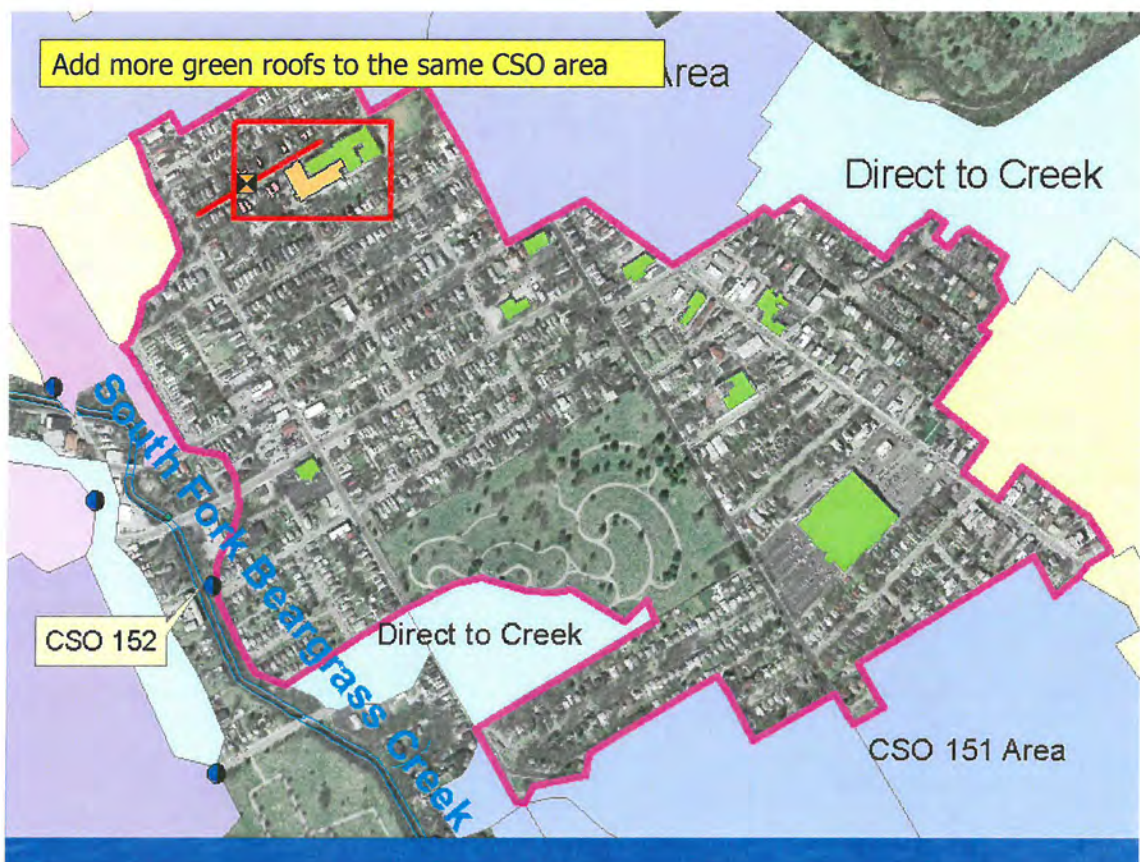 Add more green roofs to the same CSO area
Area
Direct to Creek
South Fork Beargrass Creek
CSO 152
Direct to Creek
CSO 151 Area